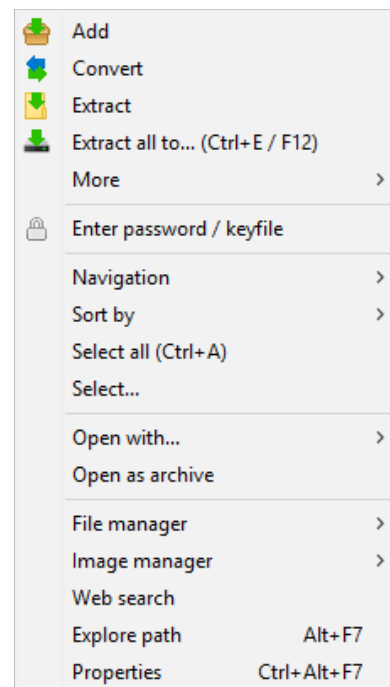 Add
Convert
Extract
Extract all to... (Ctrl+E / F12)
More
Enter password / keyfile
Navigation
Sort by
Select all (Ctrl+A)
Select...
Open with...
Open as archive
File manager
Image manager
Web search
Explore path Alt+F7
Properties Ctrl+Alt+F7